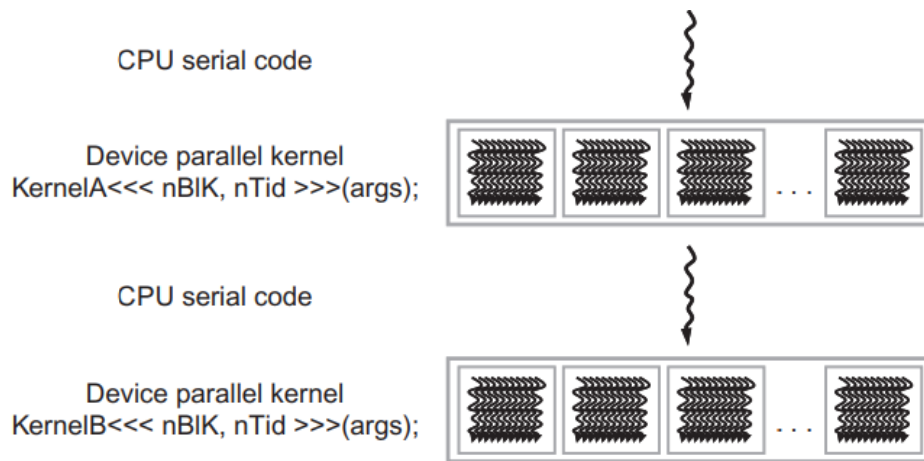 CPU serial code
Device parallel kernel
KernelA<<< nBlK, nTid >>>(args);
. . .
CPU serial code
Device parallel kernel
KernelB<<< nBlK, nTid >>>(args);
. . .